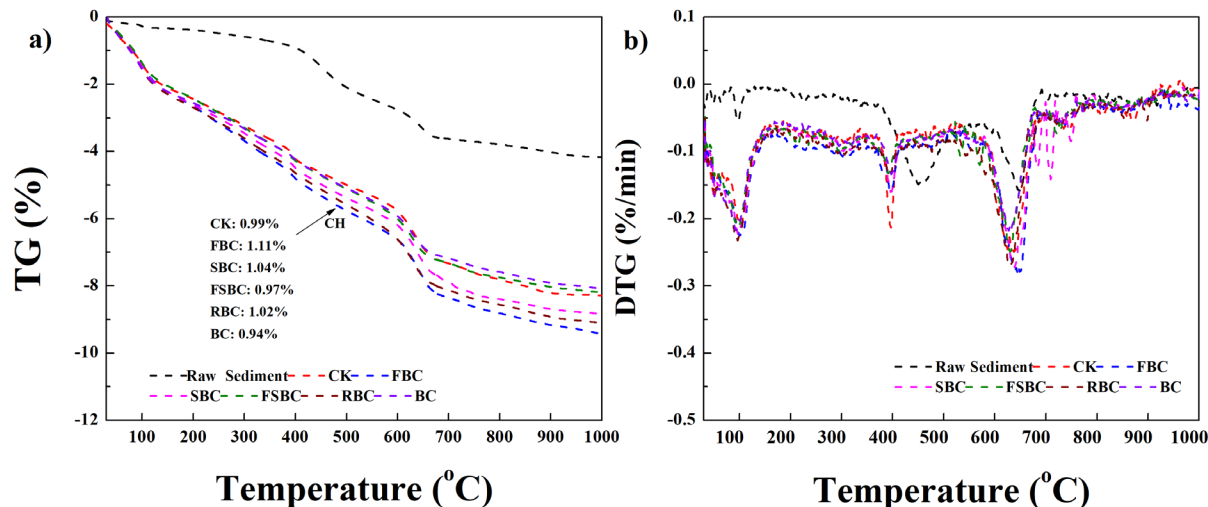 a)
TG (%)
0
-2
-4
-6
-8
-10
-12
CH
CK: 0.99%
FBC: 1.11%
SBC: 1.04%
FSBC: 0.97%
RBC: 1.02%
BC: 0.94%
Raw Sediment CK FBC
SBC FSBC RBC BC
100 200 300 400 500 600 700 800 900 1000
Temperature (°C)
b)
DTG (%/min)
0.1
0.0
-0.1
-0.2
-0.3
-0.4
-0.5
Raw Sediment CK FBC
SBC FSBC RBC BC
100 200 300 400 500 600 700 800 900 1000
Temperature (°C)